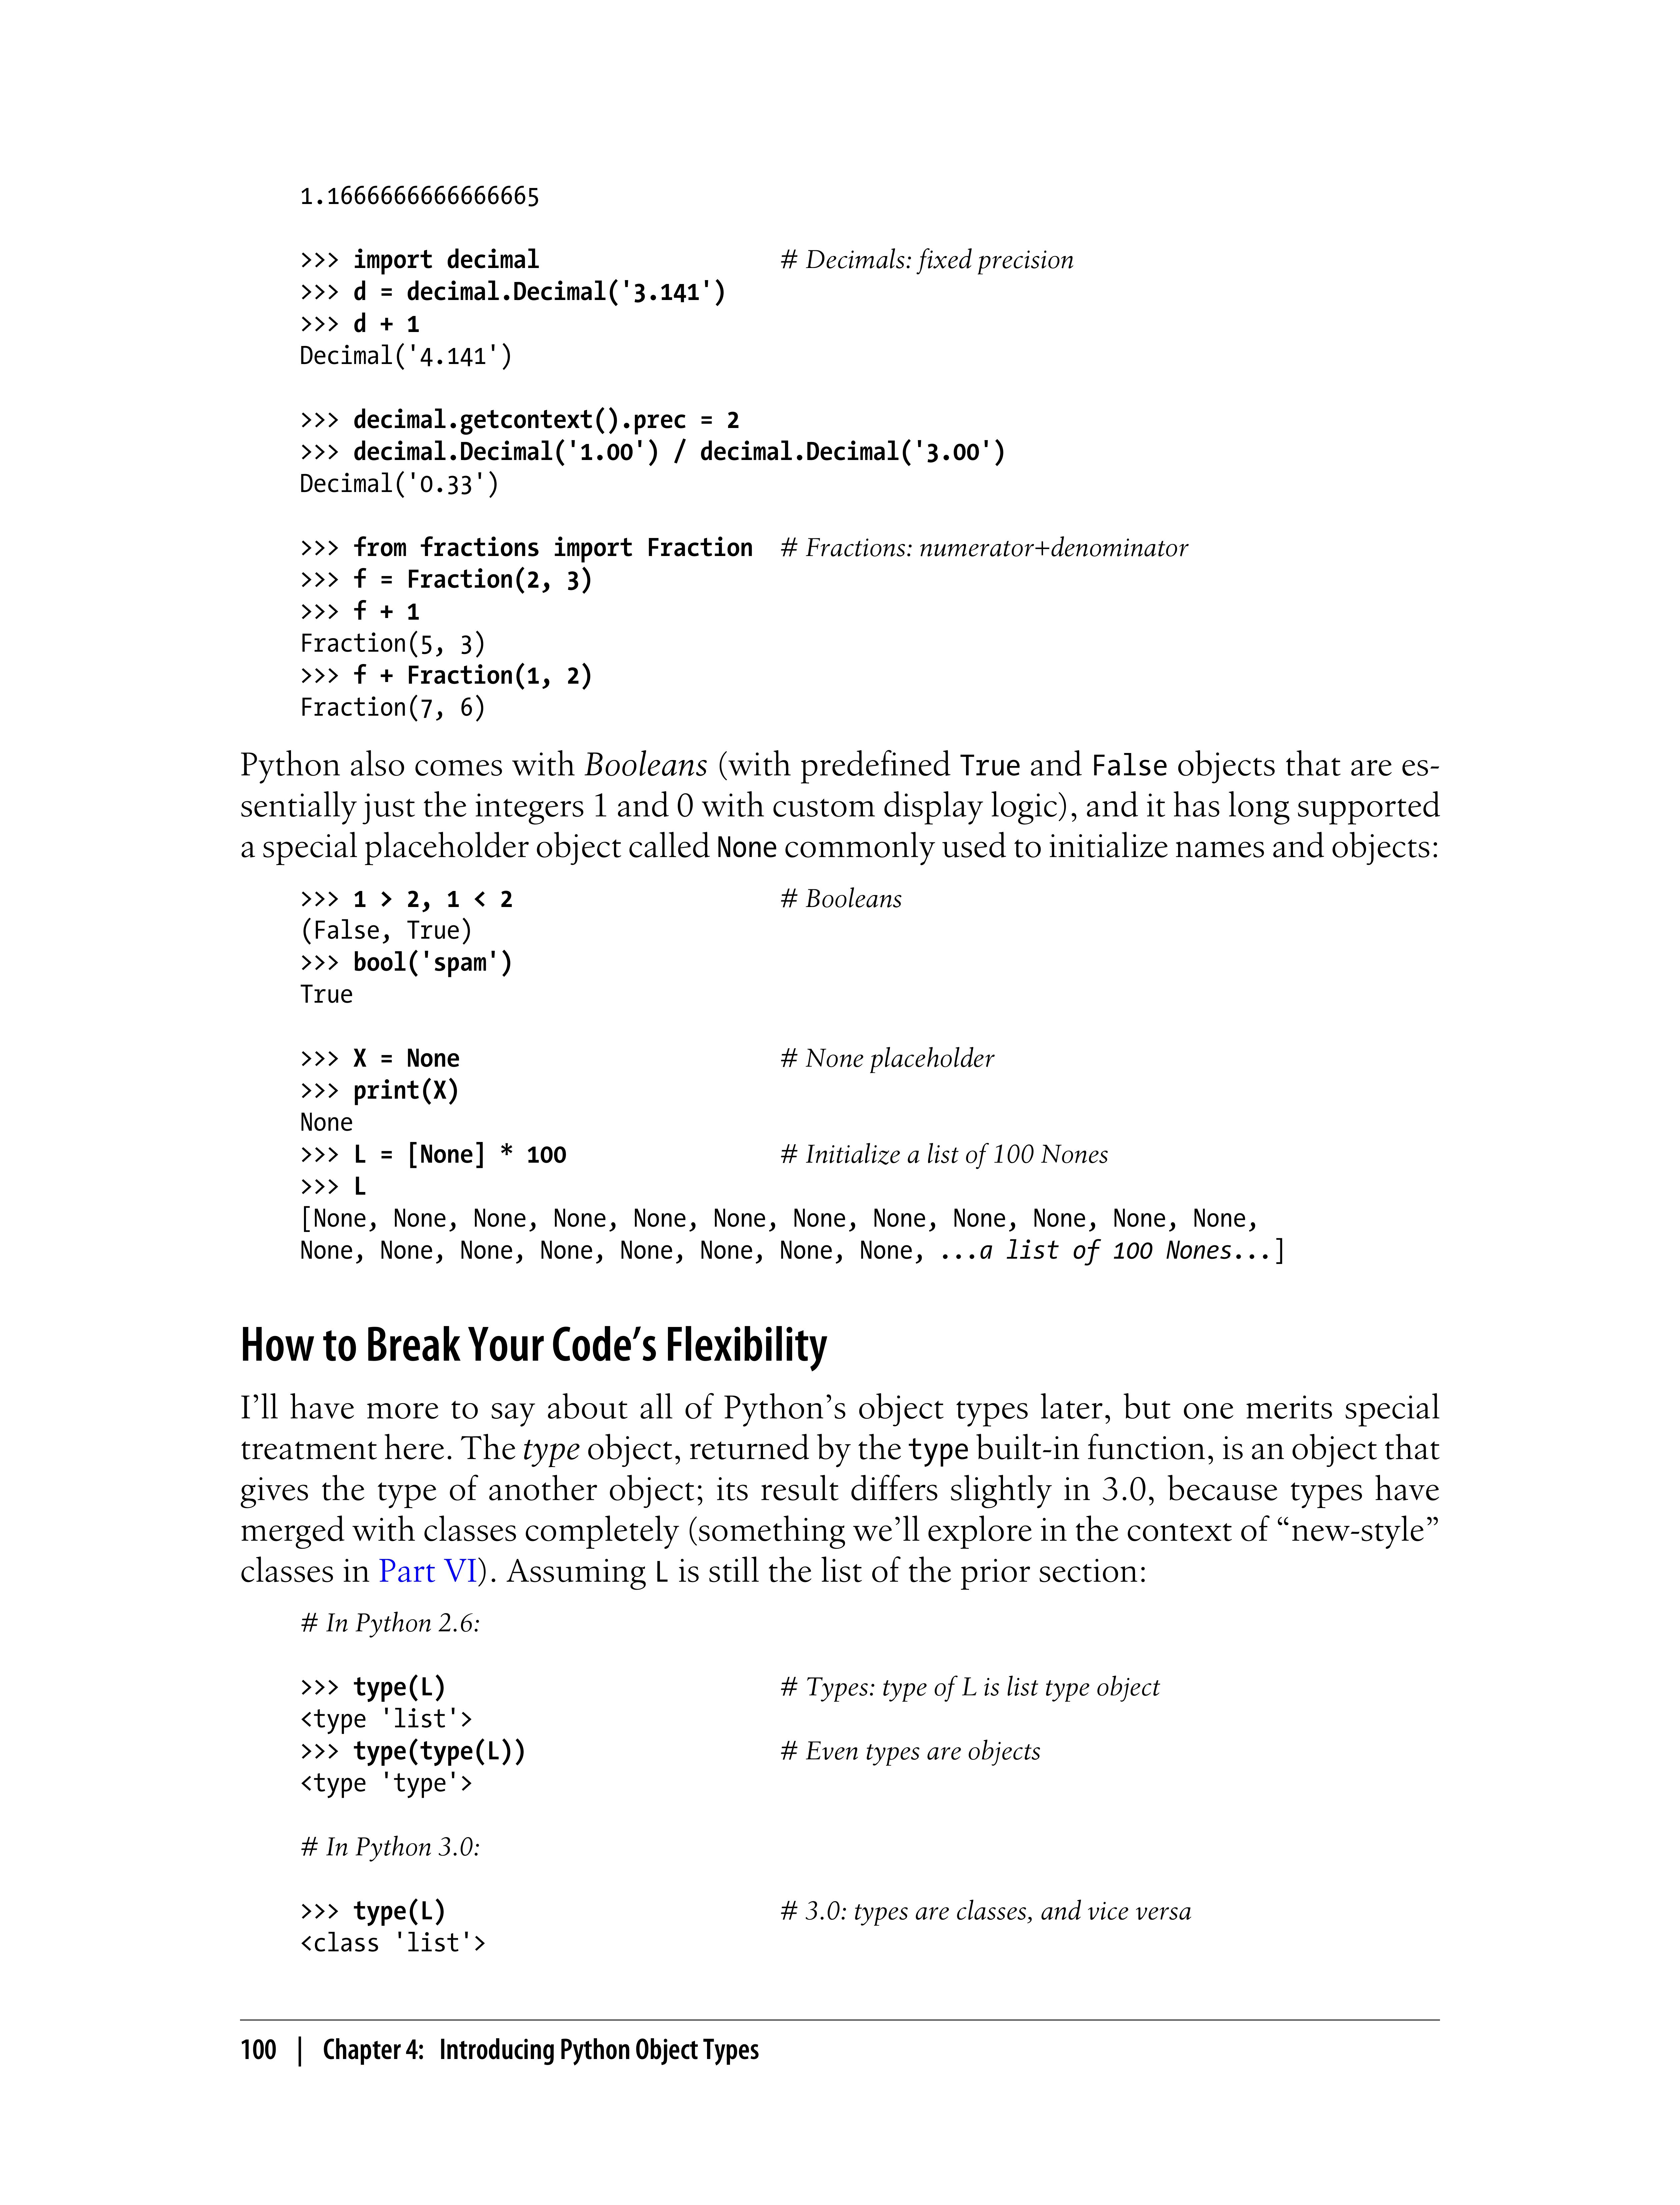 1.1666666666666665
>>> import decimal # Decimals: fixed precision
>>> d = decimal.Decimal('3.141')
>>> d + 1
Decimal('4.141')
>>> decimal.getcontext().prec = 2
>>> decimal.Decimal('1.00') / decimal.Decimal('3.00')
Decimal('0.33')
>>> from fractions import Fraction # Fractions: numerator+denominator
>>> f = Fraction(2, 3)
>>> f + 1
Fraction(5, 3)
>>> f + Fraction(1, 2)
Fraction(7, 6)
Python also comes with Booleans (with predefined True and False objects that are es-
sentially just the integers 1 and 0 with custom display logic), and it has long supported
a special placeholder object called None commonly used to initialize names and objects:
>>> 1 > 2, 1 < 2 # Booleans
(False, True)
>>> bool('spam')
True
>>> X = None # None placeholder
>>> print(X)
None
>>> L = [None] * 100 # Initialize a list of 100 Nones
>>> L
[None, None, None, None, None, None, None, None, None, None, None, None,
None, None, None, None, None, None, None, None, ...a list of 100 Nones...]
How to Break Your Code’s Flexibility
I’ll have more to say about all of Python’s object types later, but one merits special
treatment here. The type object, returned by the type built-in function, is an object that
gives the type of another object; its result differs slightly in 3.0, because types have
merged with classes completely (something we’ll explore in the context of “new-style”
classes in Part VI). Assuming L is still the list of the prior section:
# In Python 2.6:
>>> type(L) # Types: type of L is list type object
<type 'list'>
>>> type(type(L)) # Even types are objects
<type 'type'>
# In Python 3.0:
>>> type(L) # 3.0: types are classes, and vice versa
<class 'list'>
100 | Chapter 4: Introducing Python Object Types